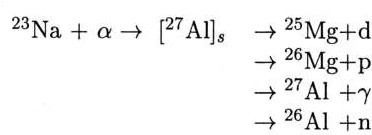 ²³Na + α → [²⁷Al]ₛ → ²⁵Mg+d
→ ²⁶Mg+p
→ ²⁷Al +γ
→ ²⁶Al +n